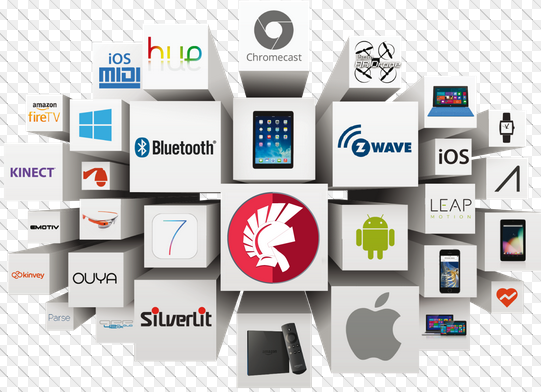 Chromecast
hue
iOS
MIDI
amazon
fireTV
Bluetooth®
Z WAVE
iOS
KINECT
LEAP
MOTION
EMOTIV
7
kinvey
OUYA
Parse
Silverlit